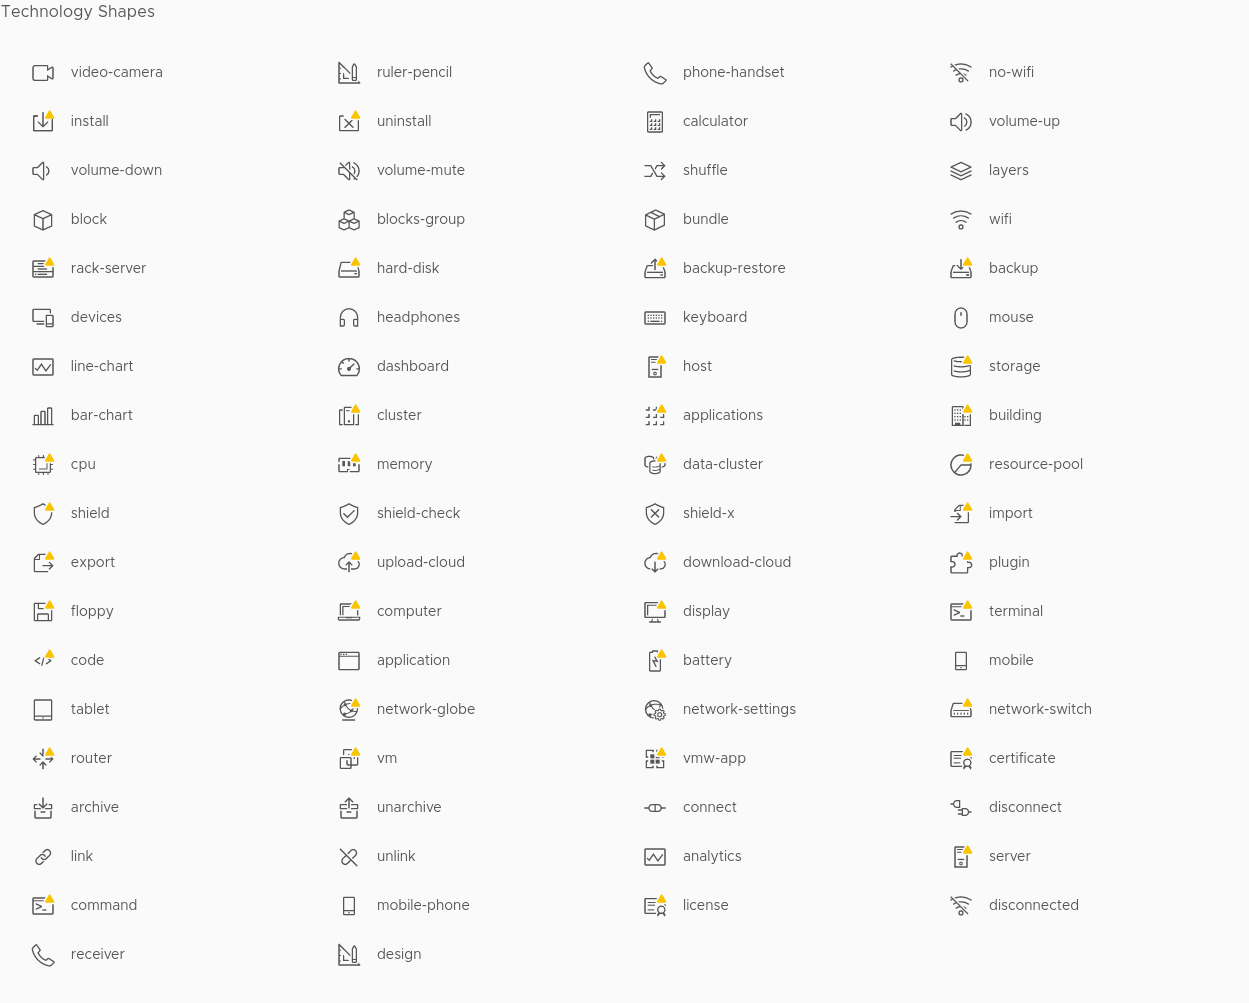 Technology Shapes
video-camera ruler-pencil phone-handset no-wifi
install uninstall calculator volume-up
volume-down volume-mute shuffle layers
block blocks-group bundle wifi
rack-server hard-disk backup-restore backup
devices headphones keyboard mouse
line-chart dashboard host storage
bar-chart cluster applications building
cpu memory data-cluster resource-pool
shield shield-check shield-x import
export upload-cloud download-cloud plugin
floppy computer display terminal
code application battery mobile
tablet network-globe network-settings network-switch
router vm vmw-app certificate
archive unarchive connect disconnect
link unlink analytics server
command mobile-phone license disconnected
receiver design